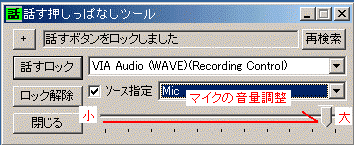 話 話す押しっぱなしツール
+ 話すボタンをロックしました 再検索
話すロック VIA Audio (WAVE)(Recording Control)
ロック解除 ソース指定 Mic
マイクの音量調整
閉じる 小 大